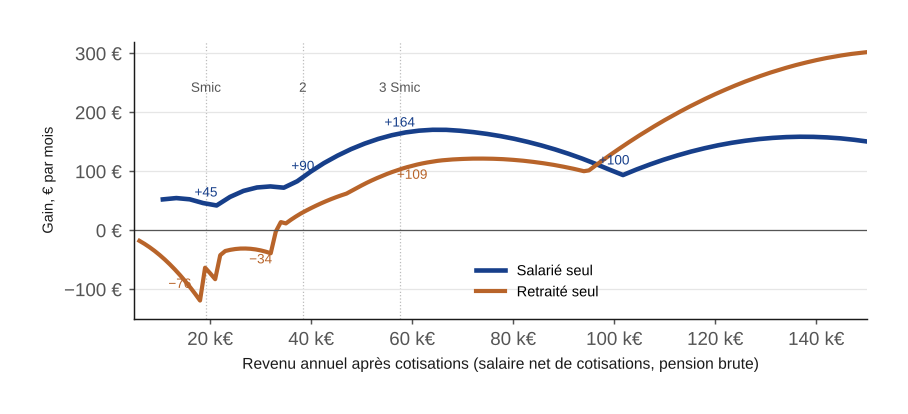 300 €
200 €
100 €
0 €
−100 €
Gain, € par mois
Smic
2
3 Smic
+45
+90
+164
+100
+109
−34
Salarié seul
Retraité seul
20 k€
40 k€
60 k€
80 k€
100 k€
120 k€
140 k€
Revenu annuel après cotisations (salaire net de cotisations, pension brute)